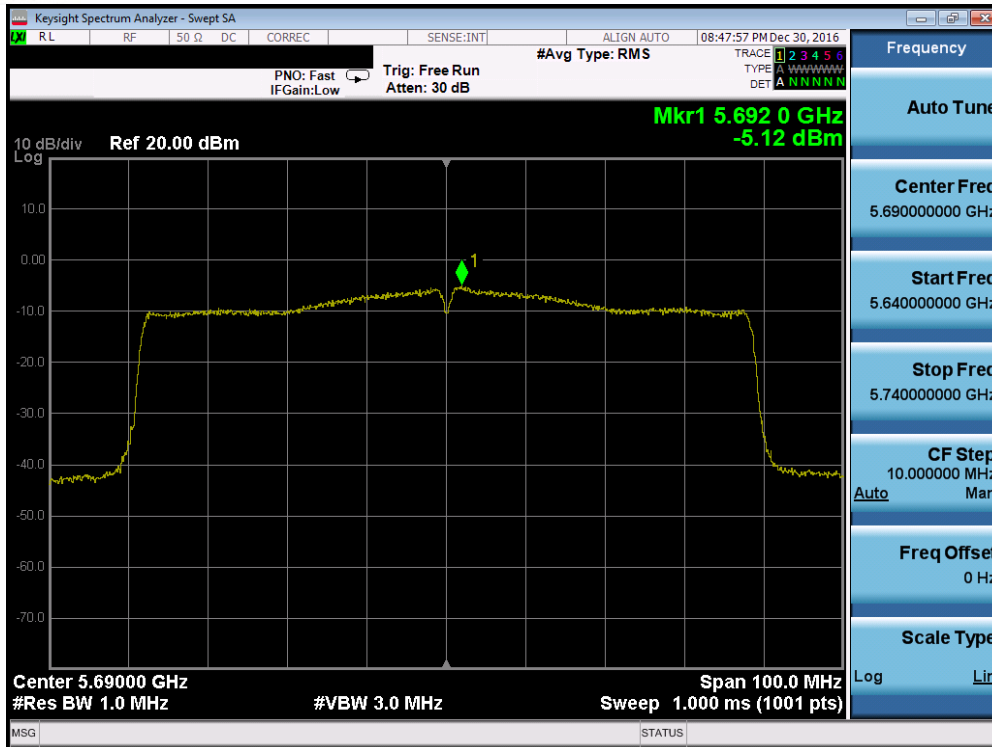 Keysight Spectrum Analyzer - Swept SA
LXI RL RF 50 Ω DC CORREC SENSE:INT ALIGN AUTO 08:47:57 PM Dec 30, 2016
PNO: Fast
IFGain:Low
Trig: Free Run
Atten: 30 dB
#Avg Type: RMS
TRACE 1 2 3 4 5 6
TYPE A WWWWW
DET A N N N N N
Mkr1 5.692 0 GHz
-5.12 dBm
10 dB/div
Log
Ref 20.00 dBm
10.0
0.00
-10.0
-20.0
-30.0
-40.0
-50.0
-60.0
-70.0
1
Center 5.69000 GHz
#Res BW 1.0 MHz
#VBW 3.0 MHz
Span 100.0 MHz
Sweep 1.000 ms (1001 pts)
MSG
STATUS
Frequency
Auto Tune
Center Freq
5.690000000 GHz
Start Freq
5.640000000 GHz
Stop Freq
5.740000000 GHz
CF Step
10.000000 MHz
Auto Man
Freq Offset
0 Hz
Scale Type
Log Lin